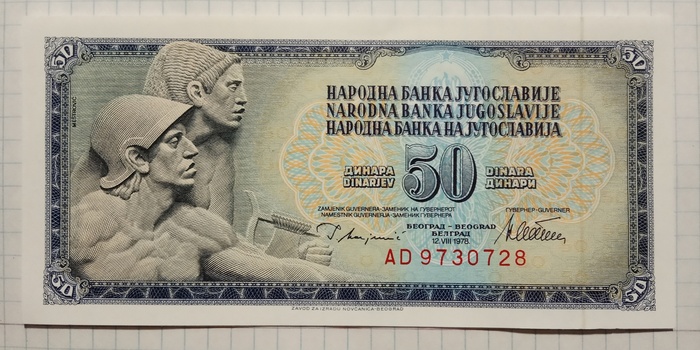 50
50
MEŠTROVIĆ
НАРОДНА БАНКА ЈУГОСЛАВИЈЕ
NARODNA BANKA JUGOSLAVIJE
НАРОДНА БАНКА НА ЈУГОСЛАВИЈА
ДИНАРА 50 DINARA
DINARJEV ДИНАРИ
ZAMJENIK GUVERNERA·ЗАМЕНИК НА ГУВЕРНЕРОТ ГУВЕРНЕР·GUVERNER
NAMESTNIK GUVERNERJA·ЗАМЕНИК ГУВЕРНЕРА
БЕОГРАД - BEOGRAD
БЕЛГРАД
12. VIII 1978.
AD 9730728
50
50
ZAVOD ZA IZRADU NOVČANICA-BEOGRAD